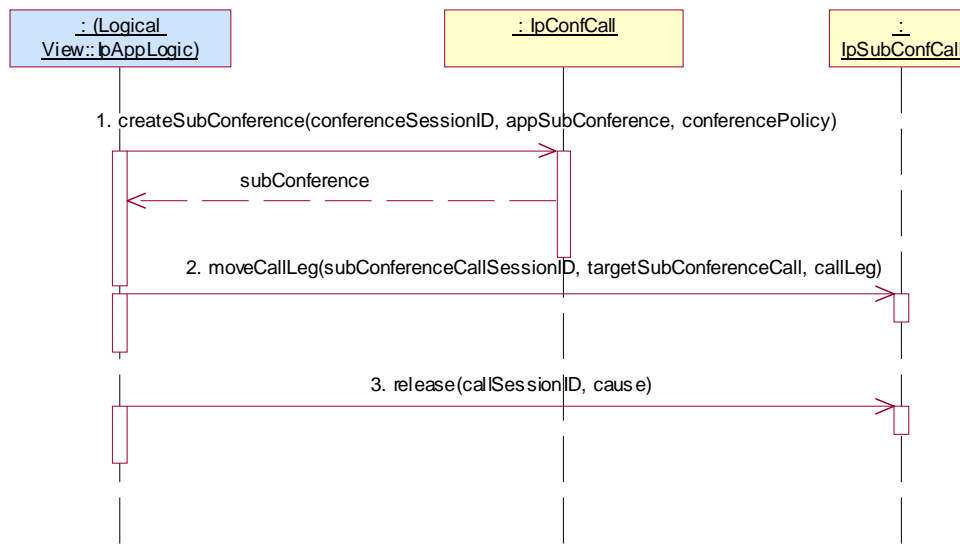 : (Logical
View::IpAppLogic)
: IpConfCall
:
IpSubConfCall
1. createSubConference(conferenceSessionID, appSubConference, conferencePolicy)
subConference
2. moveCallLeg(subConferenceCallSessionID, targetSubConferenceCall, callLeg)
3. release(callSessionID, cause)